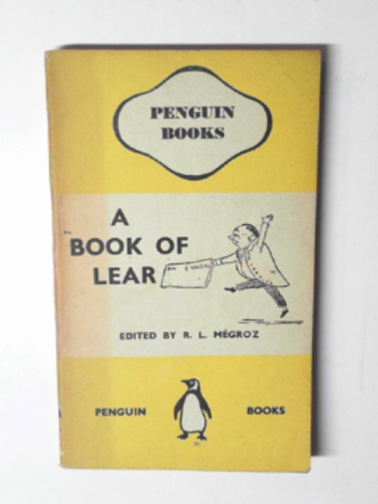 PENGUIN
BOOKS
A
BOOK OF
LEAR
EDITED BY R. L. MÉGROZ
PENGUIN BOOKS